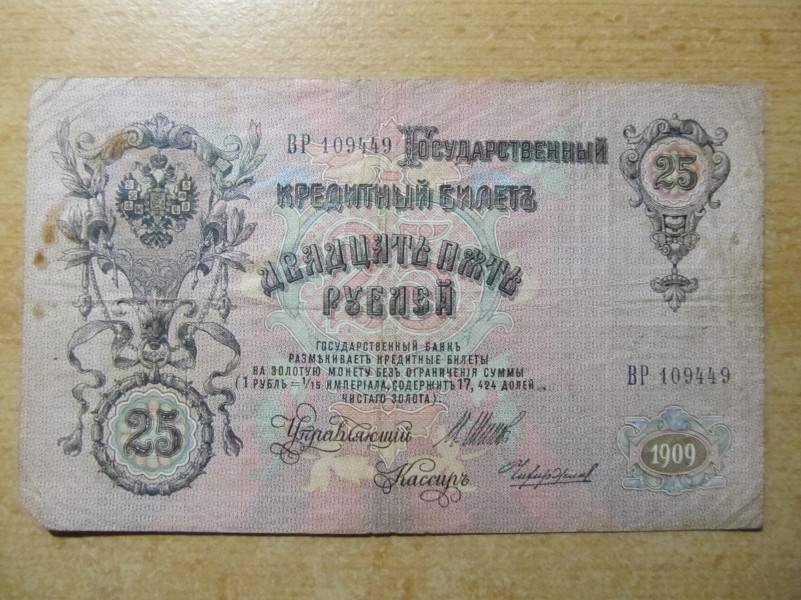 ВР 109449 Государственный
25
Кредитный Билетъ
Двадцать пять
рублей
Государственный Банкъ
размѣниваетъ кредитные билеты
на золотую монету безъ ограниченія суммы
(1 рубль = 1/15 имперіала, содержитъ 17,424 долей
чистаго золота).
ВР 109449
25
Управляющій
1909
Кассиръ